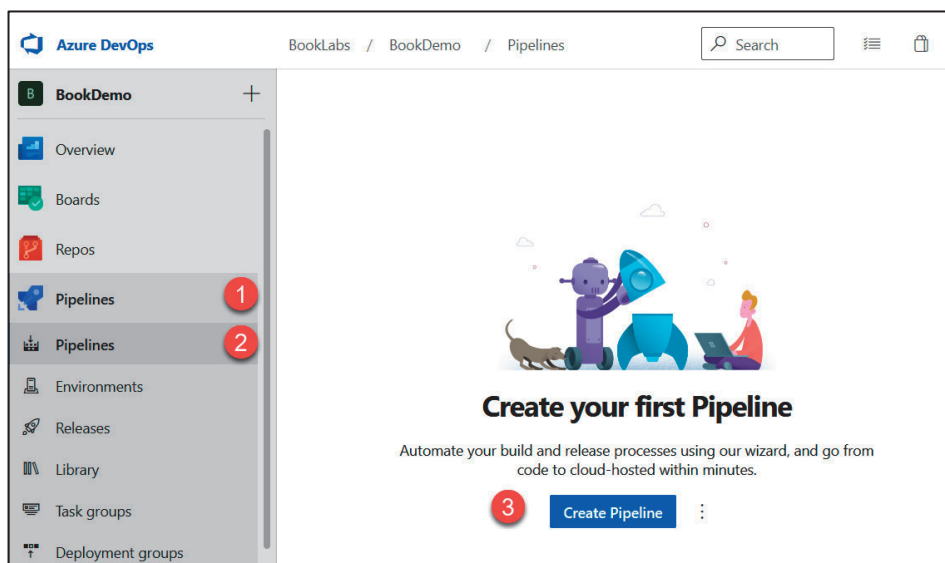 Azure DevOps
BookLabs / BookDemo / Pipelines
Search
B BookDemo
Overview
Boards
Repos
Pipelines 1
Pipelines 2
Environments
Releases
Library
Task groups
Deployment groups
Create your first Pipeline
Automate your build and release processes using our wizard, and go from
code to cloud-hosted within minutes.
3 Create Pipeline